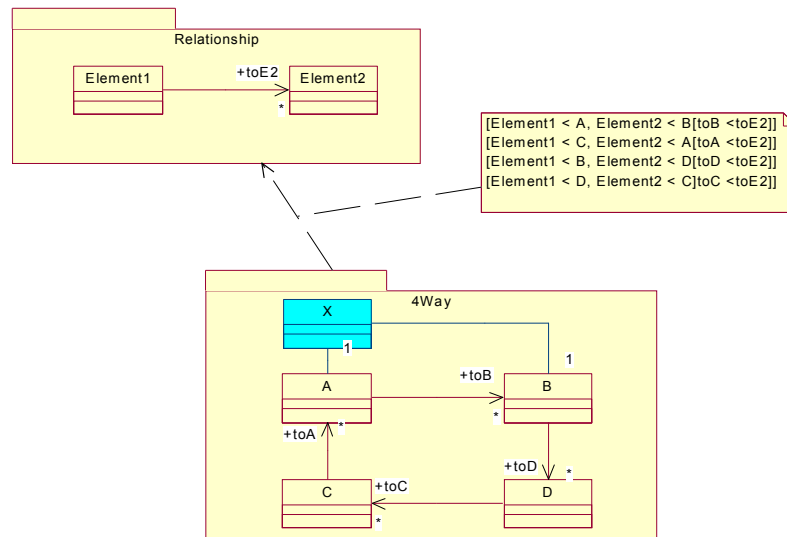 Relationship
Element1
+toE2
Element2
*
[Element1 < A, Element2 < B[toB <toE2]]
[Element1 < C, Element2 < A[toA <toE2]]
[Element1 < B, Element2 < D[toD <toE2]]
[Element1 < D, Element2 < C]toC <toE2]]
4Way
X
1
1
A
+toB
B
*
+toA
*
+toD
*
C
+toC
D
*